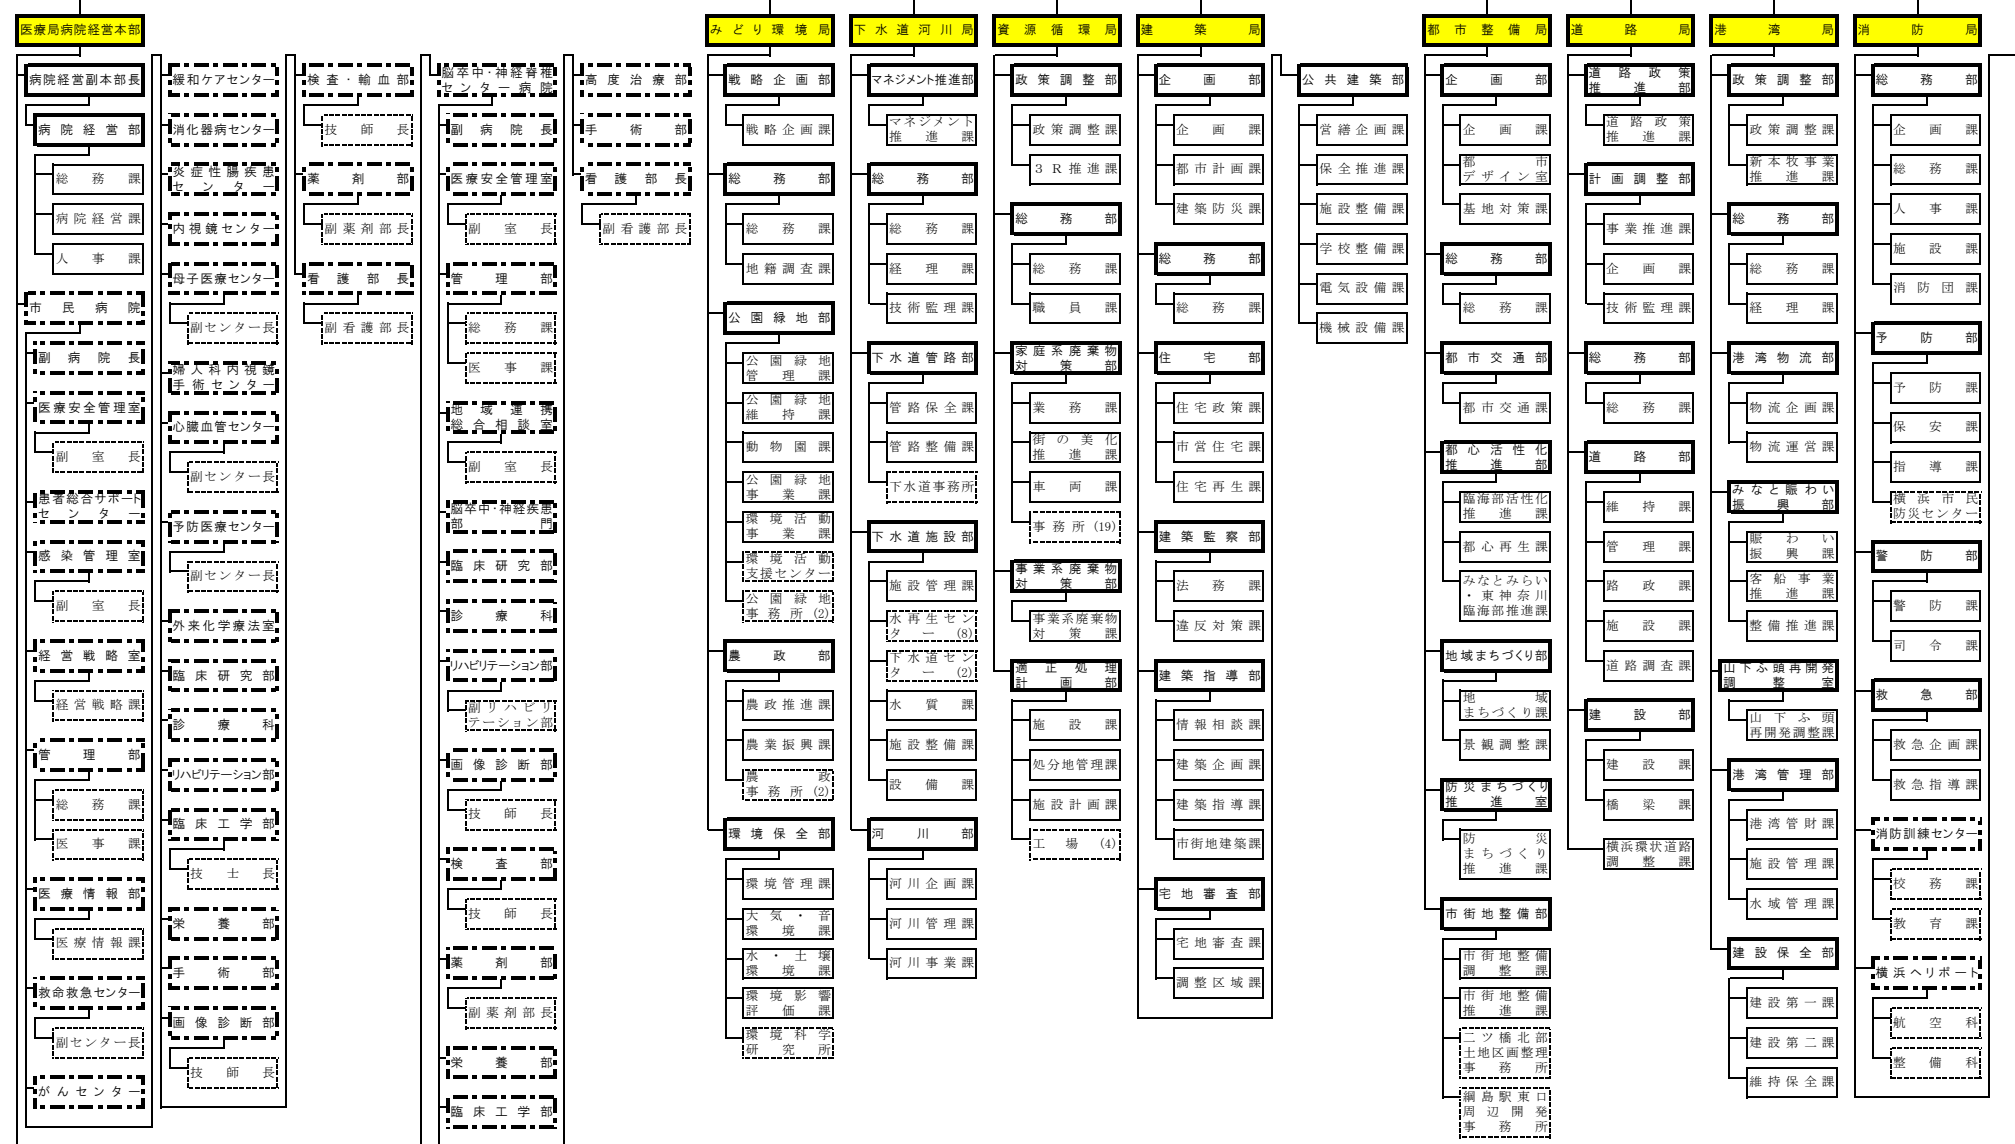 医療局病院経営本部
病院経営副本部長
病院経営部
総務課
病院経営課
人事課
市民病院
副病院長
医療安全管理室
副室長
患者総合サポート
センター
感染管理室
副室長
経営戦略室
経営戦略課
管理部
総務課
医事課
医療情報部
医療情報課
救命救急センター
副センター長
がんセンター
緩和ケアセンター
消化器病センター
炎症性腸疾患
センター
内視鏡センター
母子医療センター
副センター長
婦人科内視鏡
手術センター
心臓血管センター
副センター長
予防医療センター
副センター長
外来化学療法室
臨床研究部
診療科
リハビリテーション部
臨床工学部
技士長
栄養部
手術部
画像診断部
技師長
検査・輸血部
技師長
薬剤部
副薬剤部長
看護部長
副看護部長
脳卒中・神経脊椎
センター病院
副病院長
医療安全管理室
副室長
管理部
総務課
医事課
地域連携
総合相談室
副室長
脳卒中・神経疾患
部門
臨床研究部
診療科
リハビリテーション部
副リハビリ
テーション部
画像診断部
技師長
検査部
技師長
薬剤部
副薬剤部長
栄養部
臨床工学部
高度治療部
手術部
看護部長
副看護部長
みどり環境局
戦略企画部
戦略企画課
総務部
総務課
地籍調査課
公園緑地部
公園緑地
管理課
公園緑地
維持課
動物園課
公園緑地
事業課
環境活動
事業課
環境活動
支援センター
公園緑地
事務所(2)
農政部
農政推進課
農業振興課
農政
事務所(2)
環境保全部
環境管理課
大気・音
環境課
水・土壌
環境課
環境影響
評価課
環境科学
研究所
下水道河川局
マネジメント推進部
マネジメント
推進課
総務部
総務課
経理課
技術監理課
下水道管路部
管路保全課
管路整備課
下水道事務所
下水道施設部
施設管理課
水再生セン
ター(8)
下水道セン
ター(2)
水質課
施設整備課
設備課
河川部
河川企画課
河川管理課
河川事業課
資源循環局
政策調整部
政策調整課
3R推進課
総務部
総務課
職員課
家庭系廃棄物
対策部
業務課
街の美化
推進課
車両課
事務所(19)
事業系廃棄物
対策部
事業系廃棄物
対策課
適正処理
計画部
施設課
処分地管理課
施設計画課
工場(4)
建築局
企画部
企画課
都市計画課
建築防災課
総務部
総務課
住宅部
住宅政策課
市営住宅課
住宅再生課
建築監察部
法務課
違反対策課
建築指導部
情報相談課
建築企画課
建築指導課
市街地建築課
宅地審査部
宅地審査課
調整区域課
公共建築部
営繕企画課
保全推進課
施設整備課
学校整備課
電気設備課
機械設備課
都市整備局
企画部
企画課
都市
デザイン室
基地対策課
総務部
総務課
都市交通部
都市交通課
都心活性化
推進部
臨海部活性化
推進課
都心再生課
みなとみらい
・東神奈川
臨海部推進課
地域まちづくり部
地域
まちづくり課
景観調整課
防災まちづくり
推進室
防災
まちづくり
推進課
市街地整備部
市街地整備
調整課
市街地整備
推進課
二ツ橋北部
土地区画整理
事務所
綱島駅東口
周辺開発
事務所
道路局
道路政策
推進部
道路政策
推進課
計画調整部
事業推進課
企画課
技術監理課
総務部
総務課
道路部
維持課
管理課
路政課
施設課
道路調査課
建設部
建設課
橋梁課
横浜環状道路
調整課
港湾局
政策調整部
政策調整課
新本牧事業
推進課
総務部
総務課
経理課
港湾物流部
物流企画課
物流運営課
みなと賑わい
振興部
賑わい
振興課
客船事業
推進課
整備推進課
山下ふ頭再開発
調整室
山下ふ頭
再開発調整課
港湾管理部
港湾管財課
施設管理課
水域管理課
建設保全部
建設第一課
建設第二課
維持保全課
消防局
総務部
企画課
総務課
人事課
施設課
消防団課
予防部
予防課
保安課
指導課
横浜市民
防災センター
警防部
警防課
司令課
救急部
救急企画課
救急指導課
消防訓練センター
校務課
教育課
横浜ヘリポート
航空科
整備科